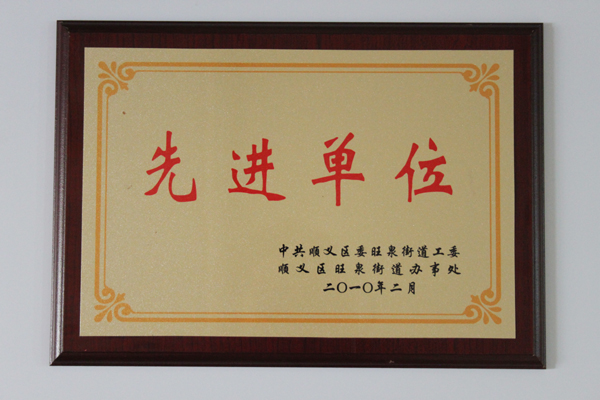 先进单位
中共顺义区委旺泉街道工委
顺义区旺泉街道办事处
二〇一〇年二月